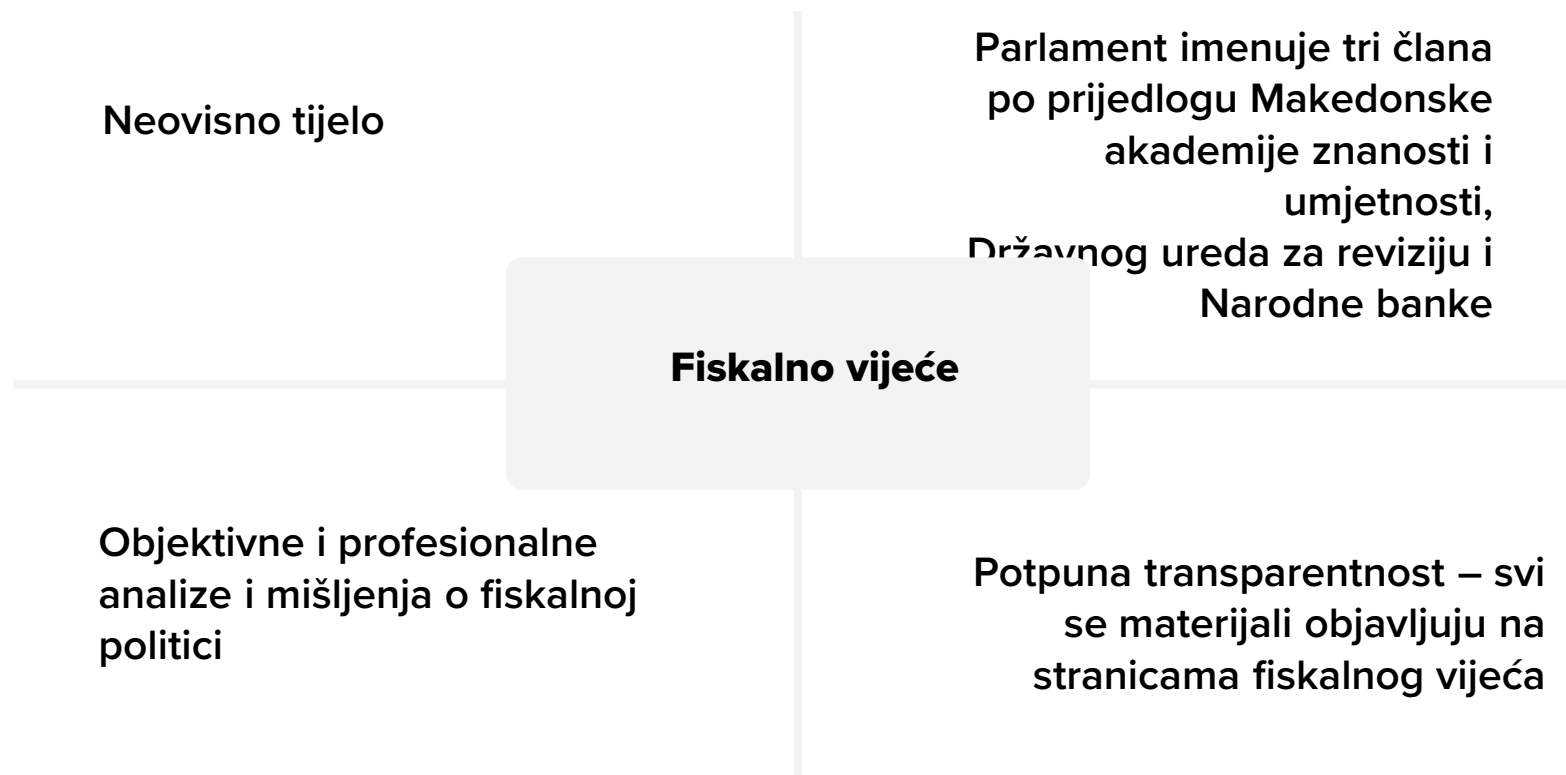 Neovisno tijelo
Parlament imenuje tri člana
po prijedlogu Makedonske
akademije znanosti i
umjetnosti,
Državnog ureda za reviziju i
Narodne banke
Fiskalno vijeće
Objektivne i profesionalne
analize i mišljenja o fiskalnoj
politici
Potpuna transparentnost – svi
se materijali objavljuju na
stranicama fiskalnog vijeća